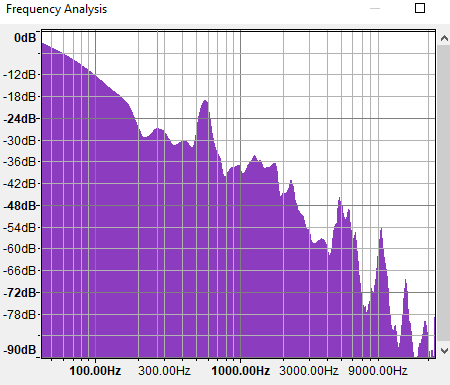 Frequency Analysis
0dB
-12dB
-18dB
-24dB
-30dB
-36dB
-42dB
-48dB
-54dB
-60dB
-66dB
-72dB
-78dB
-90dB
100.00Hz 300.00Hz 1000.00Hz 3000.00Hz 9000.00Hz